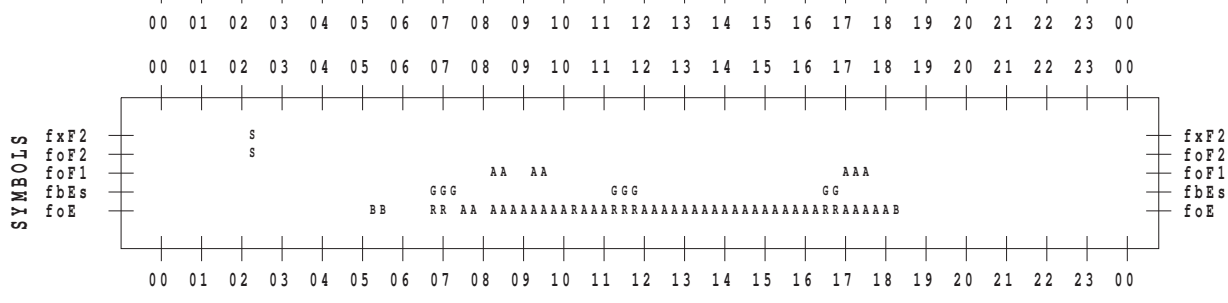 00 01 02 03 04 05 06 07 08 09 10 11 12 13 14 15 16 17 18 19 20 21 22 23 00
00 01 02 03 04 05 06 07 08 09 10 11 12 13 14 15 16 17 18 19 20 21 22 23 00
SYMBOLS
fxF2 S fxF2
foF2 S foF2
foF1 AA AA AAA foF1
fbEs GGG GGG GG fbEs
foE BB RR AA AAAAAAAARAAARRRAAAAAAAAAAAAAAAAAARRAAAAAB foE
00 01 02 03 04 05 06 07 08 09 10 11 12 13 14 15 16 17 18 19 20 21 22 23 00